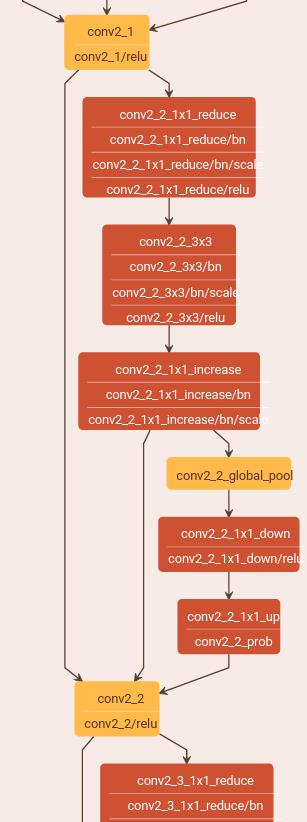 conv2_1
conv2_1/relu
conv2_2_1x1_reduce
conv2_2_1x1_reduce/bn
conv2_2_1x1_reduce/bn/scale
conv2_2_1x1_reduce/relu
conv2_2_3x3
conv2_2_3x3/bn
conv2_2_3x3/bn/scale
conv2_2_3x3/relu
conv2_2_1x1_increase
conv2_2_1x1_increase/bn
conv2_2_1x1_increase/bn/scale
conv2_2_global_pool
conv2_2_1x1_down
conv2_2_1x1_down/relu
conv2_2_1x1_up
conv2_2_prob
conv2_2
conv2_2/relu
conv2_3_1x1_reduce
conv2_3_1x1_reduce/bn